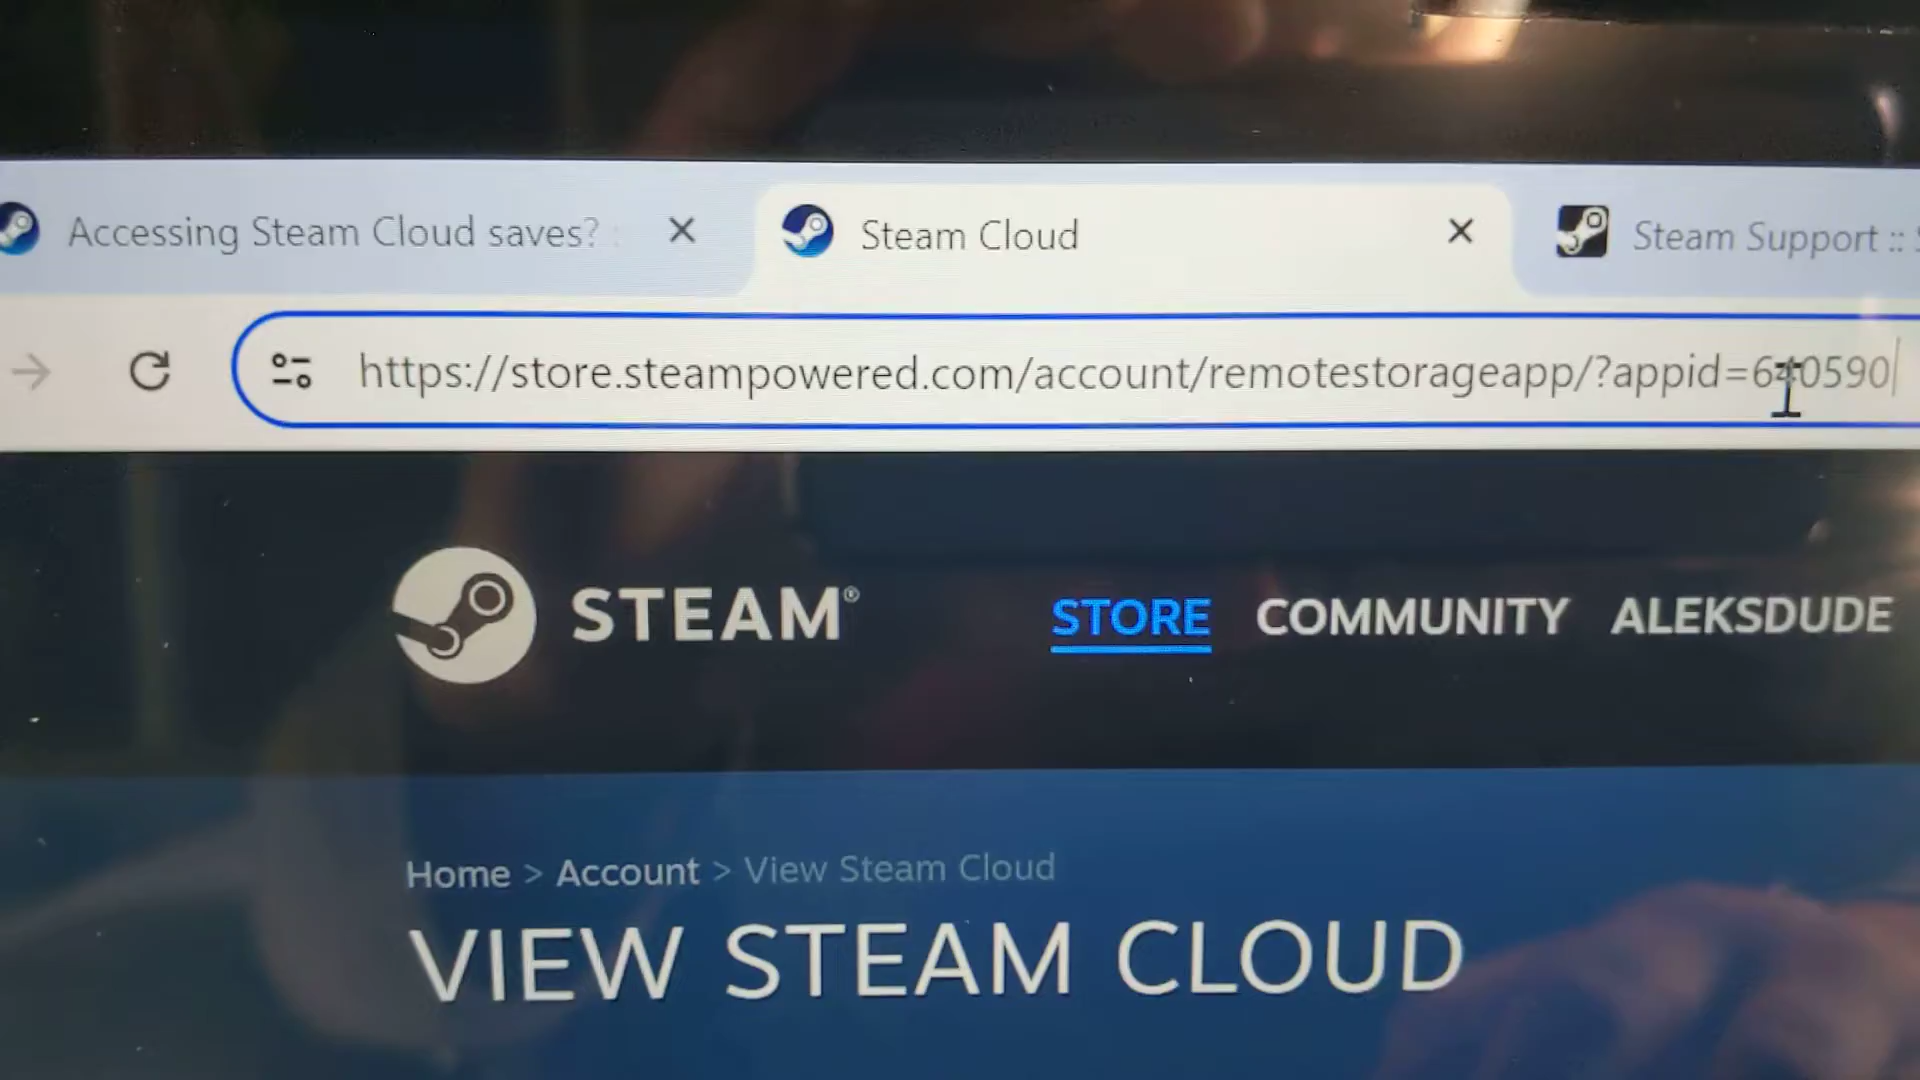 Accessing Steam Cloud saves?
Steam Cloud
Steam Support ::
https://store.steampowered.com/account/remotestorageapp/?appid=640590
STEAM®
STORE
COMMUNITY
ALEKSDUDE
Home > Account > View Steam Cloud
VIEW STEAM CLOUD